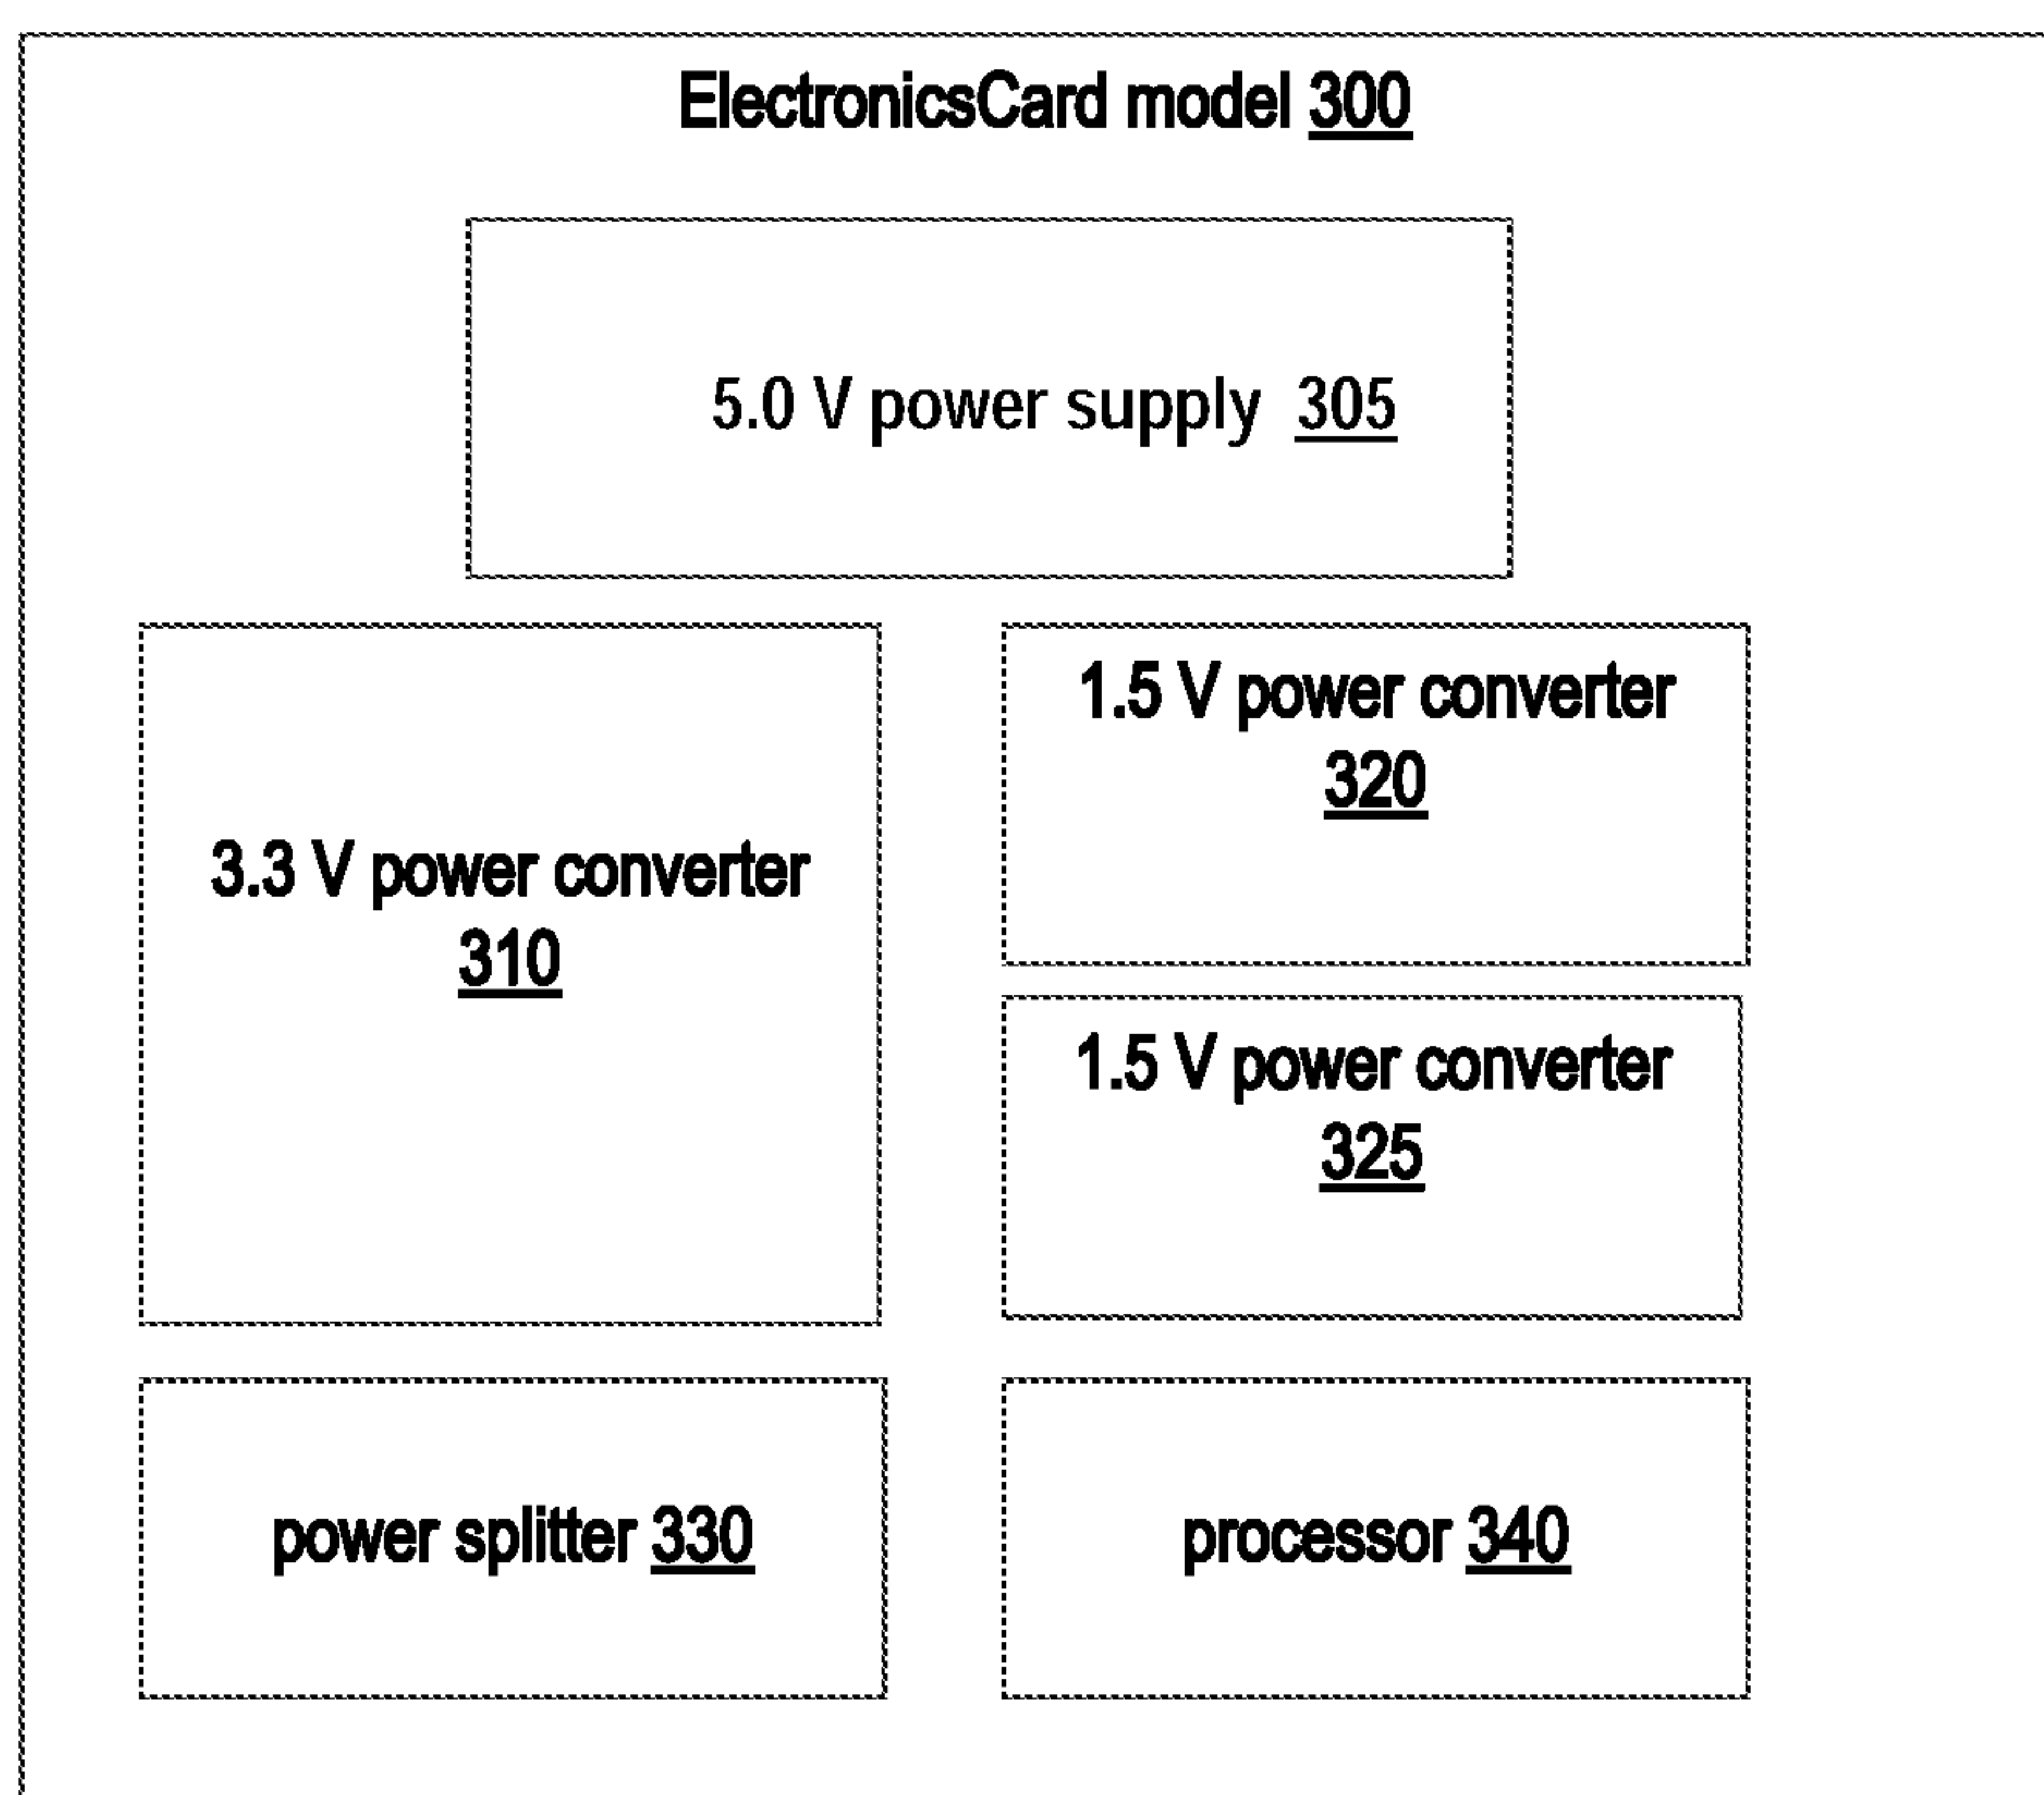 ElectronicsCard model 300
5.0 V power supply 305
3.3 V power converter
310
1.5 V power converter
320
1.5 V power converter
325
power splitter 330
processor 340